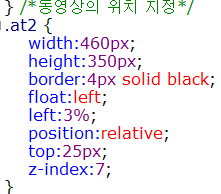 } /*동영상의 위치 지정*/
.at2 {
width:460px;
height:350px;
border:4px solid black;
float:left;
left:3%;
position:relative;
top:25px;
z-index:7;
}